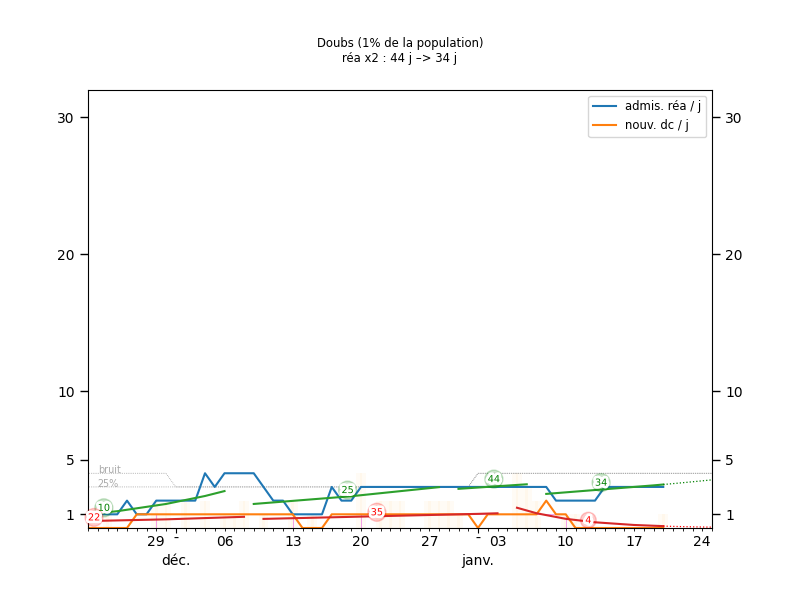 Doubs (1% de la population)
réa x2 : 44 j –> 34 j
admis. réa / j
nouv. dc / j
30
30
20
20
10
10
5
5
1
1
bruit
25%
10
22
25
35
44
34
4
29 - 06 13 20 27 - 03 10 17 24
déc. janv.